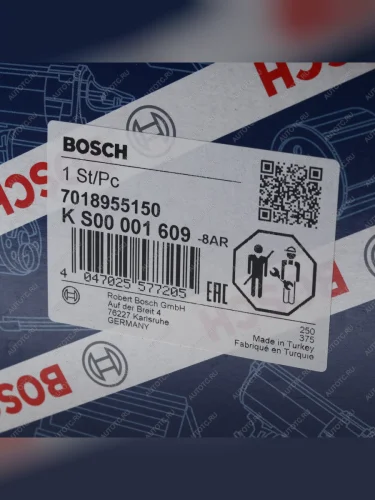 BOSCH
1 St/Pc
7018955150
K S00 001 609 -8AR
4 047025 577205
EAC
Robert Bosch GmbH
Auf der Breit 4
76227 Karlsruhe
GERMANY
250
375
Made in Turkey
Fabriqué en Turquie
BOSCH